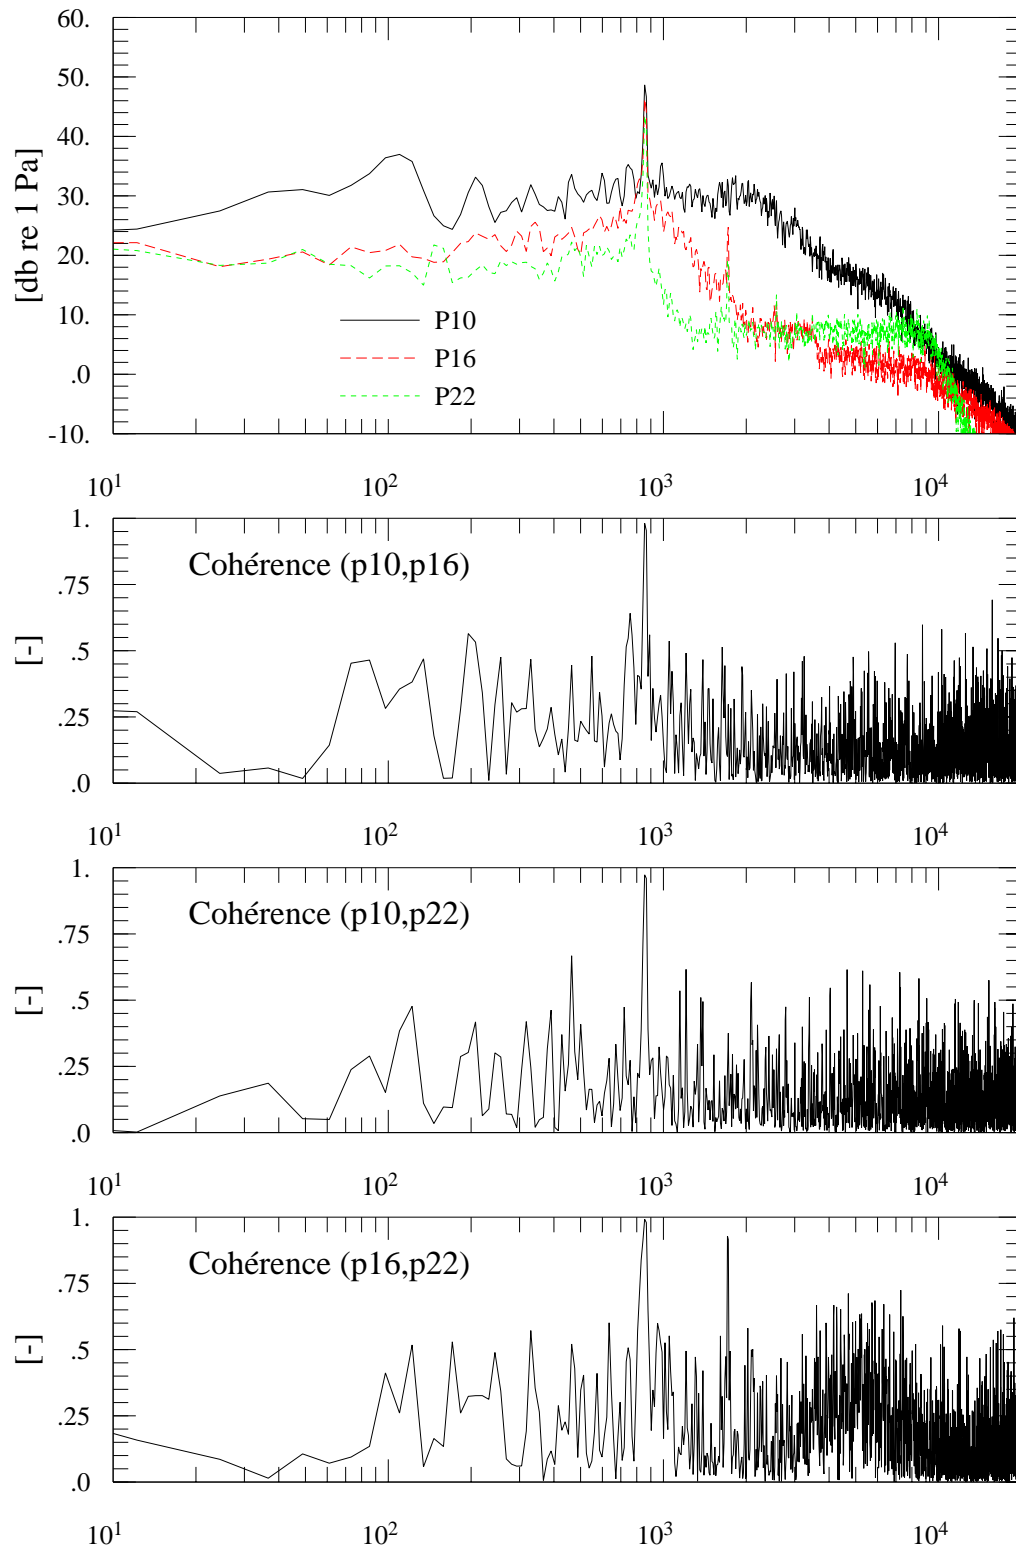 60.
50.
40.
30.
20.
10.
.0
-10.
[db re 1 Pa]
P10
P16
P22
10¹ 10² 10³ 10⁴
1.
.75
.5
.25
.0
[-]
Cohérence (p10,p16)
10¹ 10² 10³ 10⁴
1.
.75
.5
.25
.0
[-]
Cohérence (p10,p22)
10¹ 10² 10³ 10⁴
1.
.75
.5
.25
.0
[-]
Cohérence (p16,p22)
10¹ 10² 10³ 10⁴